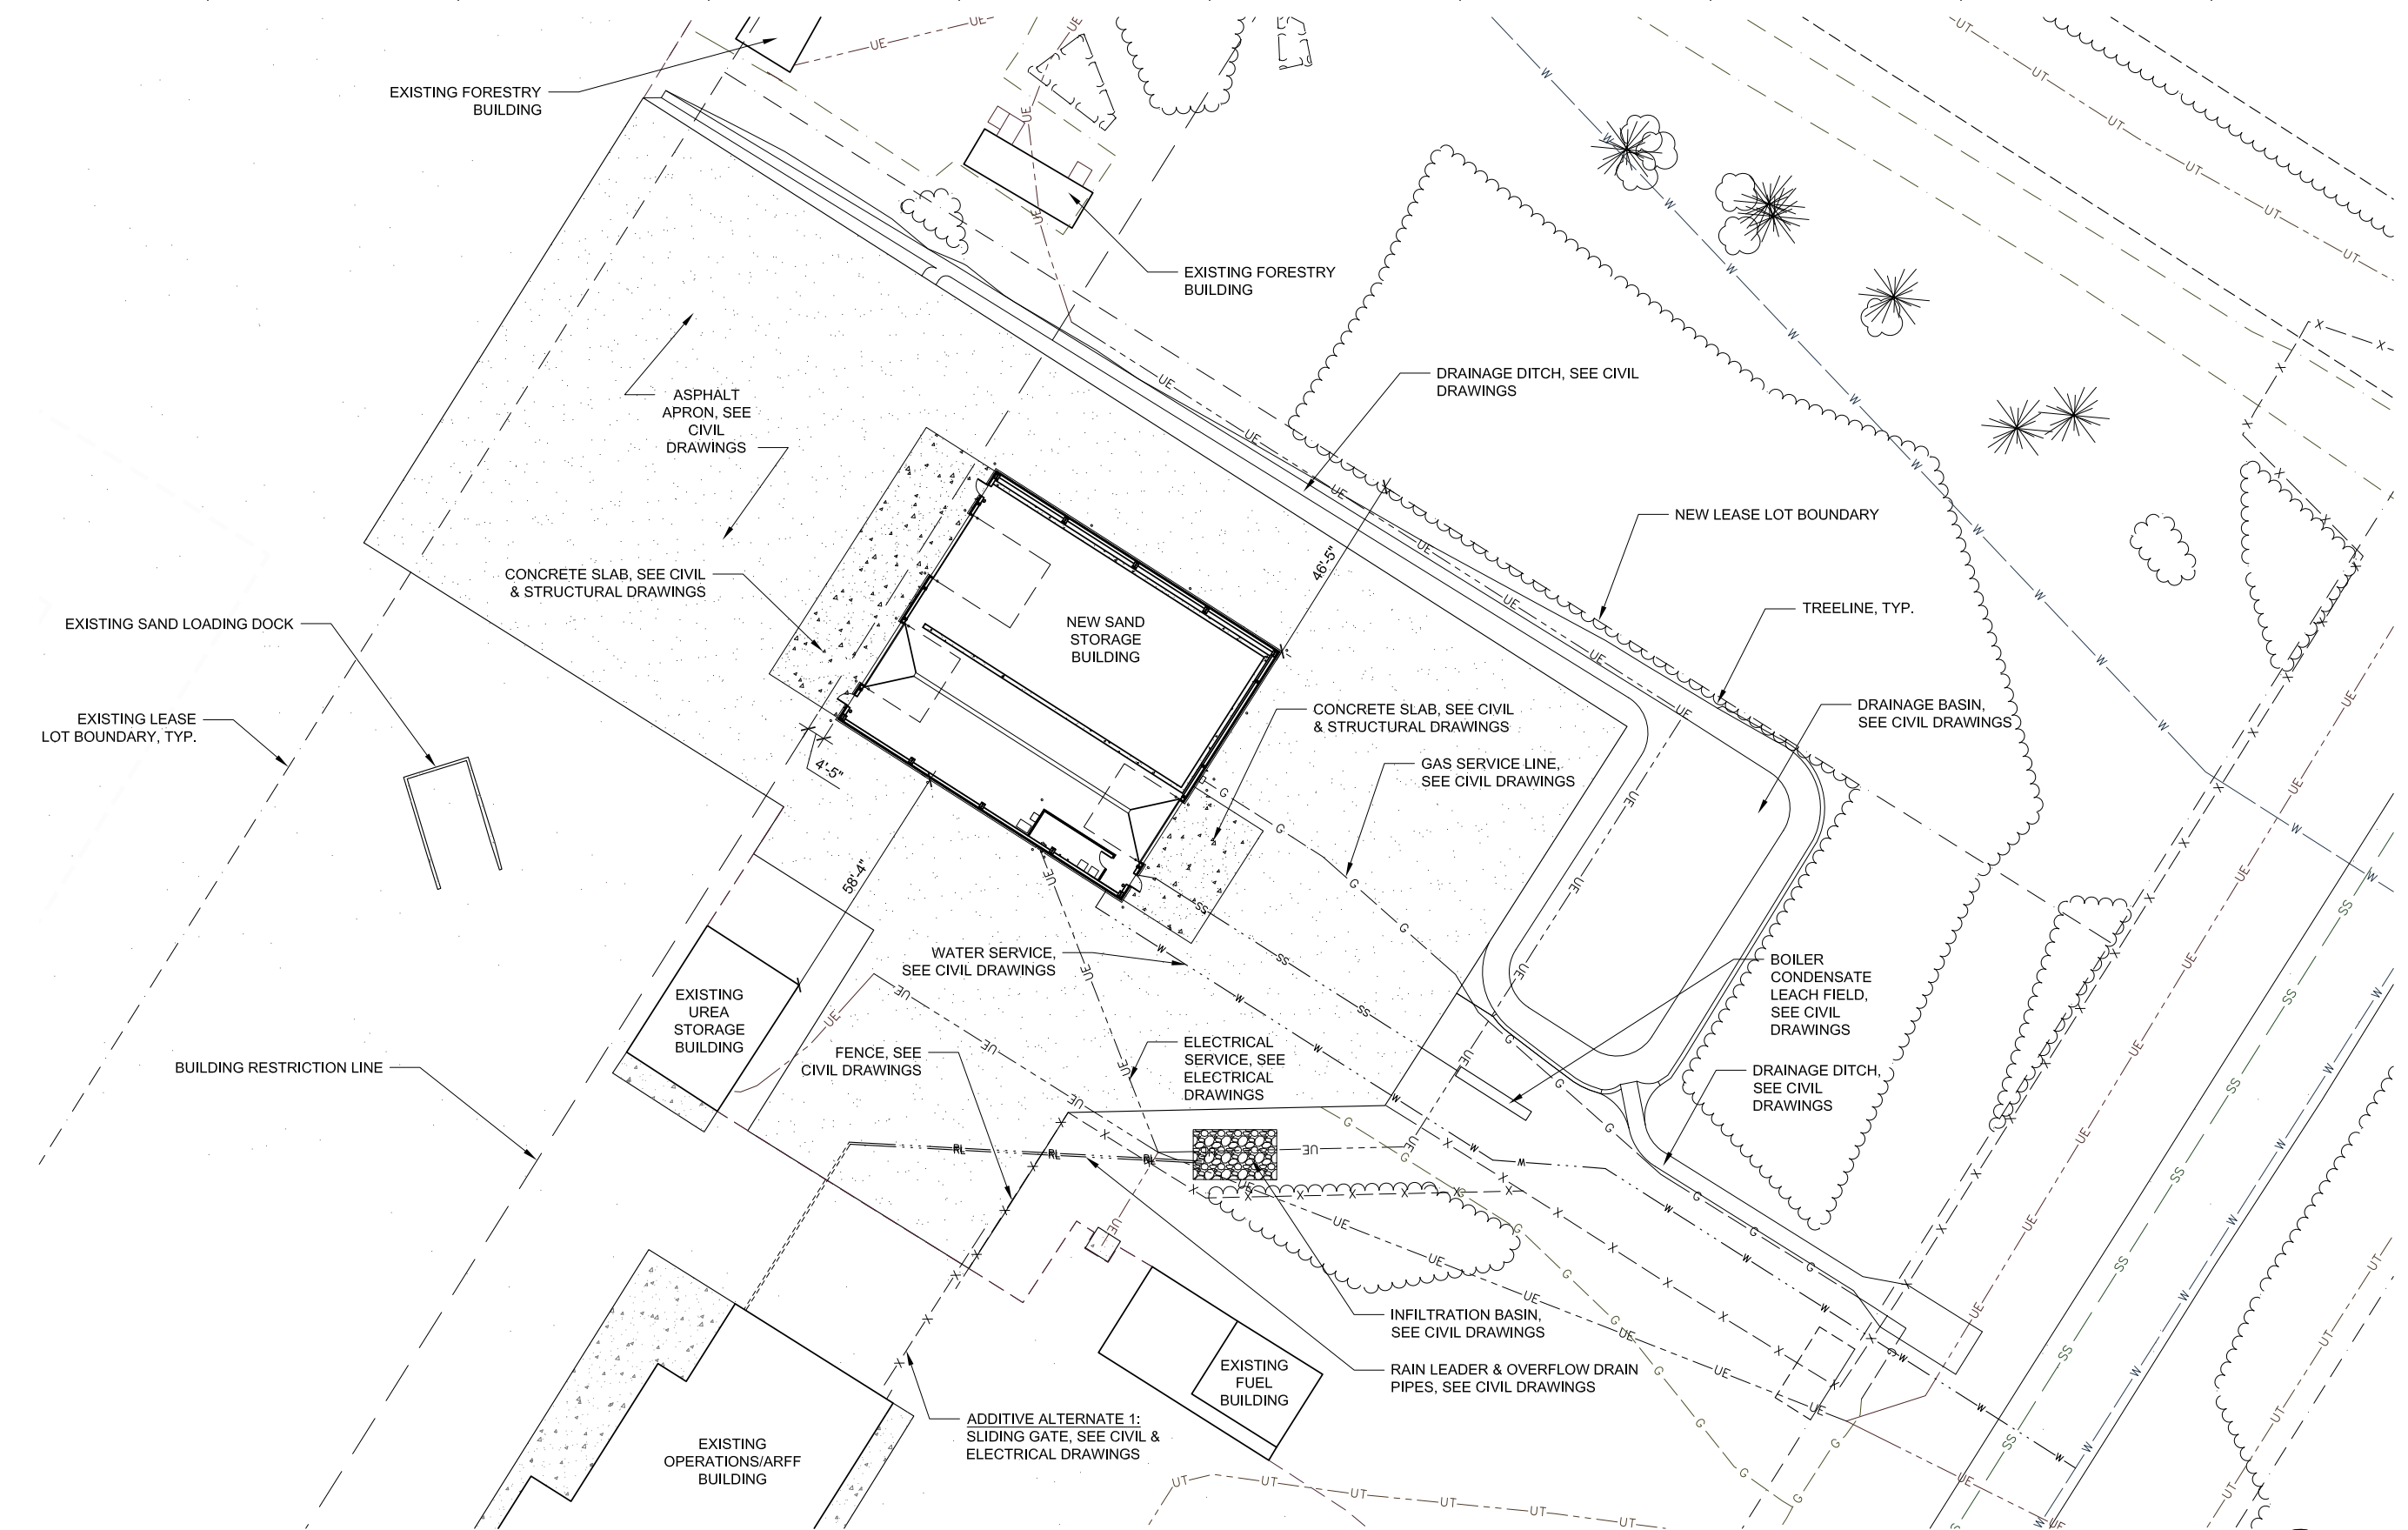 EXISTING FORESTRY
BUILDING
EXISTING FORESTRY
BUILDING
ASPHALT
APRON, SEE
CIVIL
DRAWINGS
DRAINAGE DITCH, SEE CIVIL
DRAWINGS
46'-5"
NEW LEASE LOT BOUNDARY
CONCRETE SLAB, SEE CIVIL
& STRUCTURAL DRAWINGS
EXISTING SAND LOADING DOCK
NEW SAND
STORAGE
BUILDING
TREELINE, TYP.
EXISTING LEASE
LOT BOUNDARY, TYP.
CONCRETE SLAB, SEE CIVIL
& STRUCTURAL DRAWINGS
DRAINAGE BASIN,
SEE CIVIL DRAWINGS
4'-5"
GAS SERVICE LINE,
SEE CIVIL DRAWINGS
58'-4"
WATER SERVICE,
SEE CIVIL DRAWINGS
BOILER
CONDENSATE
LEACH FIELD,
SEE CIVIL
DRAWINGS
EXISTING
UREA
STORAGE
BUILDING
BUILDING RESTRICTION LINE
FENCE, SEE
CIVIL DRAWINGS
ELECTRICAL
SERVICE, SEE
ELECTRICAL
DRAWINGS
DRAINAGE DITCH,
SEE CIVIL
DRAWINGS
RL
RL
RL
INFILTRATION BASIN,
SEE CIVIL DRAWINGS
RAIN LEADER & OVERFLOW DRAIN
PIPES, SEE CIVIL DRAWINGS
EXISTING
FUEL
BUILDING
ADDITIVE ALTERNATE 1:
SLIDING GATE, SEE CIVIL &
ELECTRICAL DRAWINGS
EXISTING
OPERATIONS/ARFF
BUILDING
UE
UT
W
G
SS
X